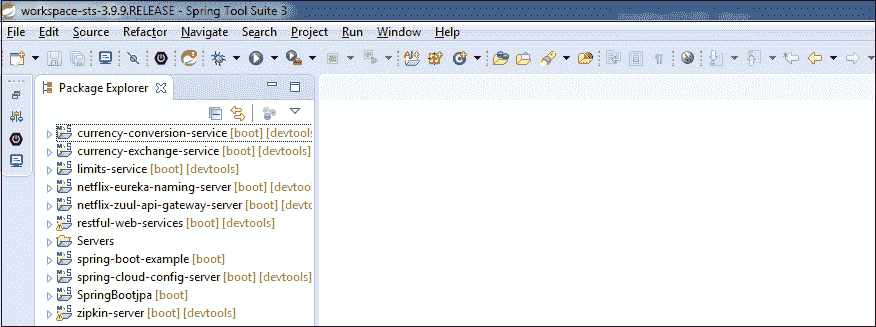 workspace-sts-3.9.9.RELEASE - Spring Tool Suite 3
File Edit Source Refactor Navigate Search Project Run Window Help
Package Explorer
currency-conversion-service [boot] [devtools
currency-exchange-service [boot] [devtools]
limits-service [boot] [devtools]
netflix-eureka-naming-server [boot] [devtool
netflix-zuul-api-gateway-server [boot] [devto
restful-web-services [boot] [devtools]
Servers
spring-boot-example [boot]
spring-cloud-config-server [boot] [devtools]
SpringBootjpa [boot]
zipkin-server [boot] [devtools]